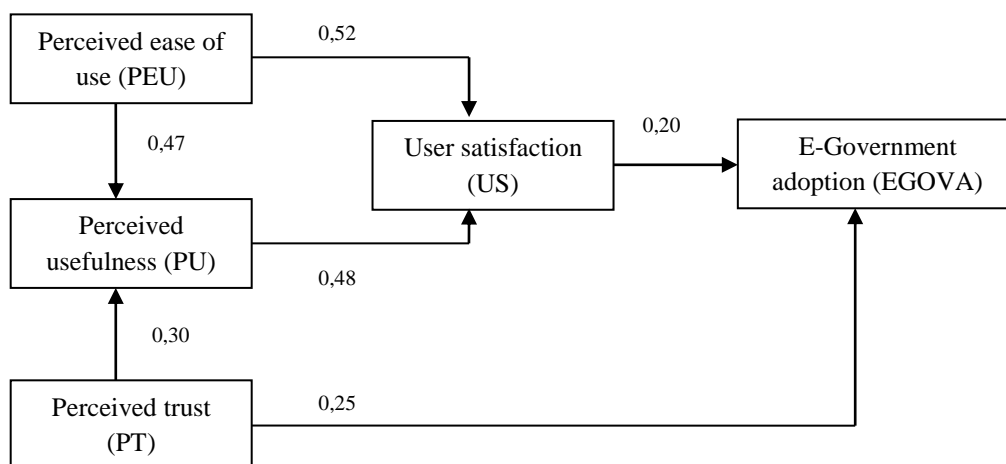 Perceived ease of
use (PEU)
0,52
0,47
User satisfaction
(US)
0,20
E-Government
adoption (EGOVA)
Perceived
usefulness (PU)
0,48
0,30
Perceived trust
(PT)
0,25